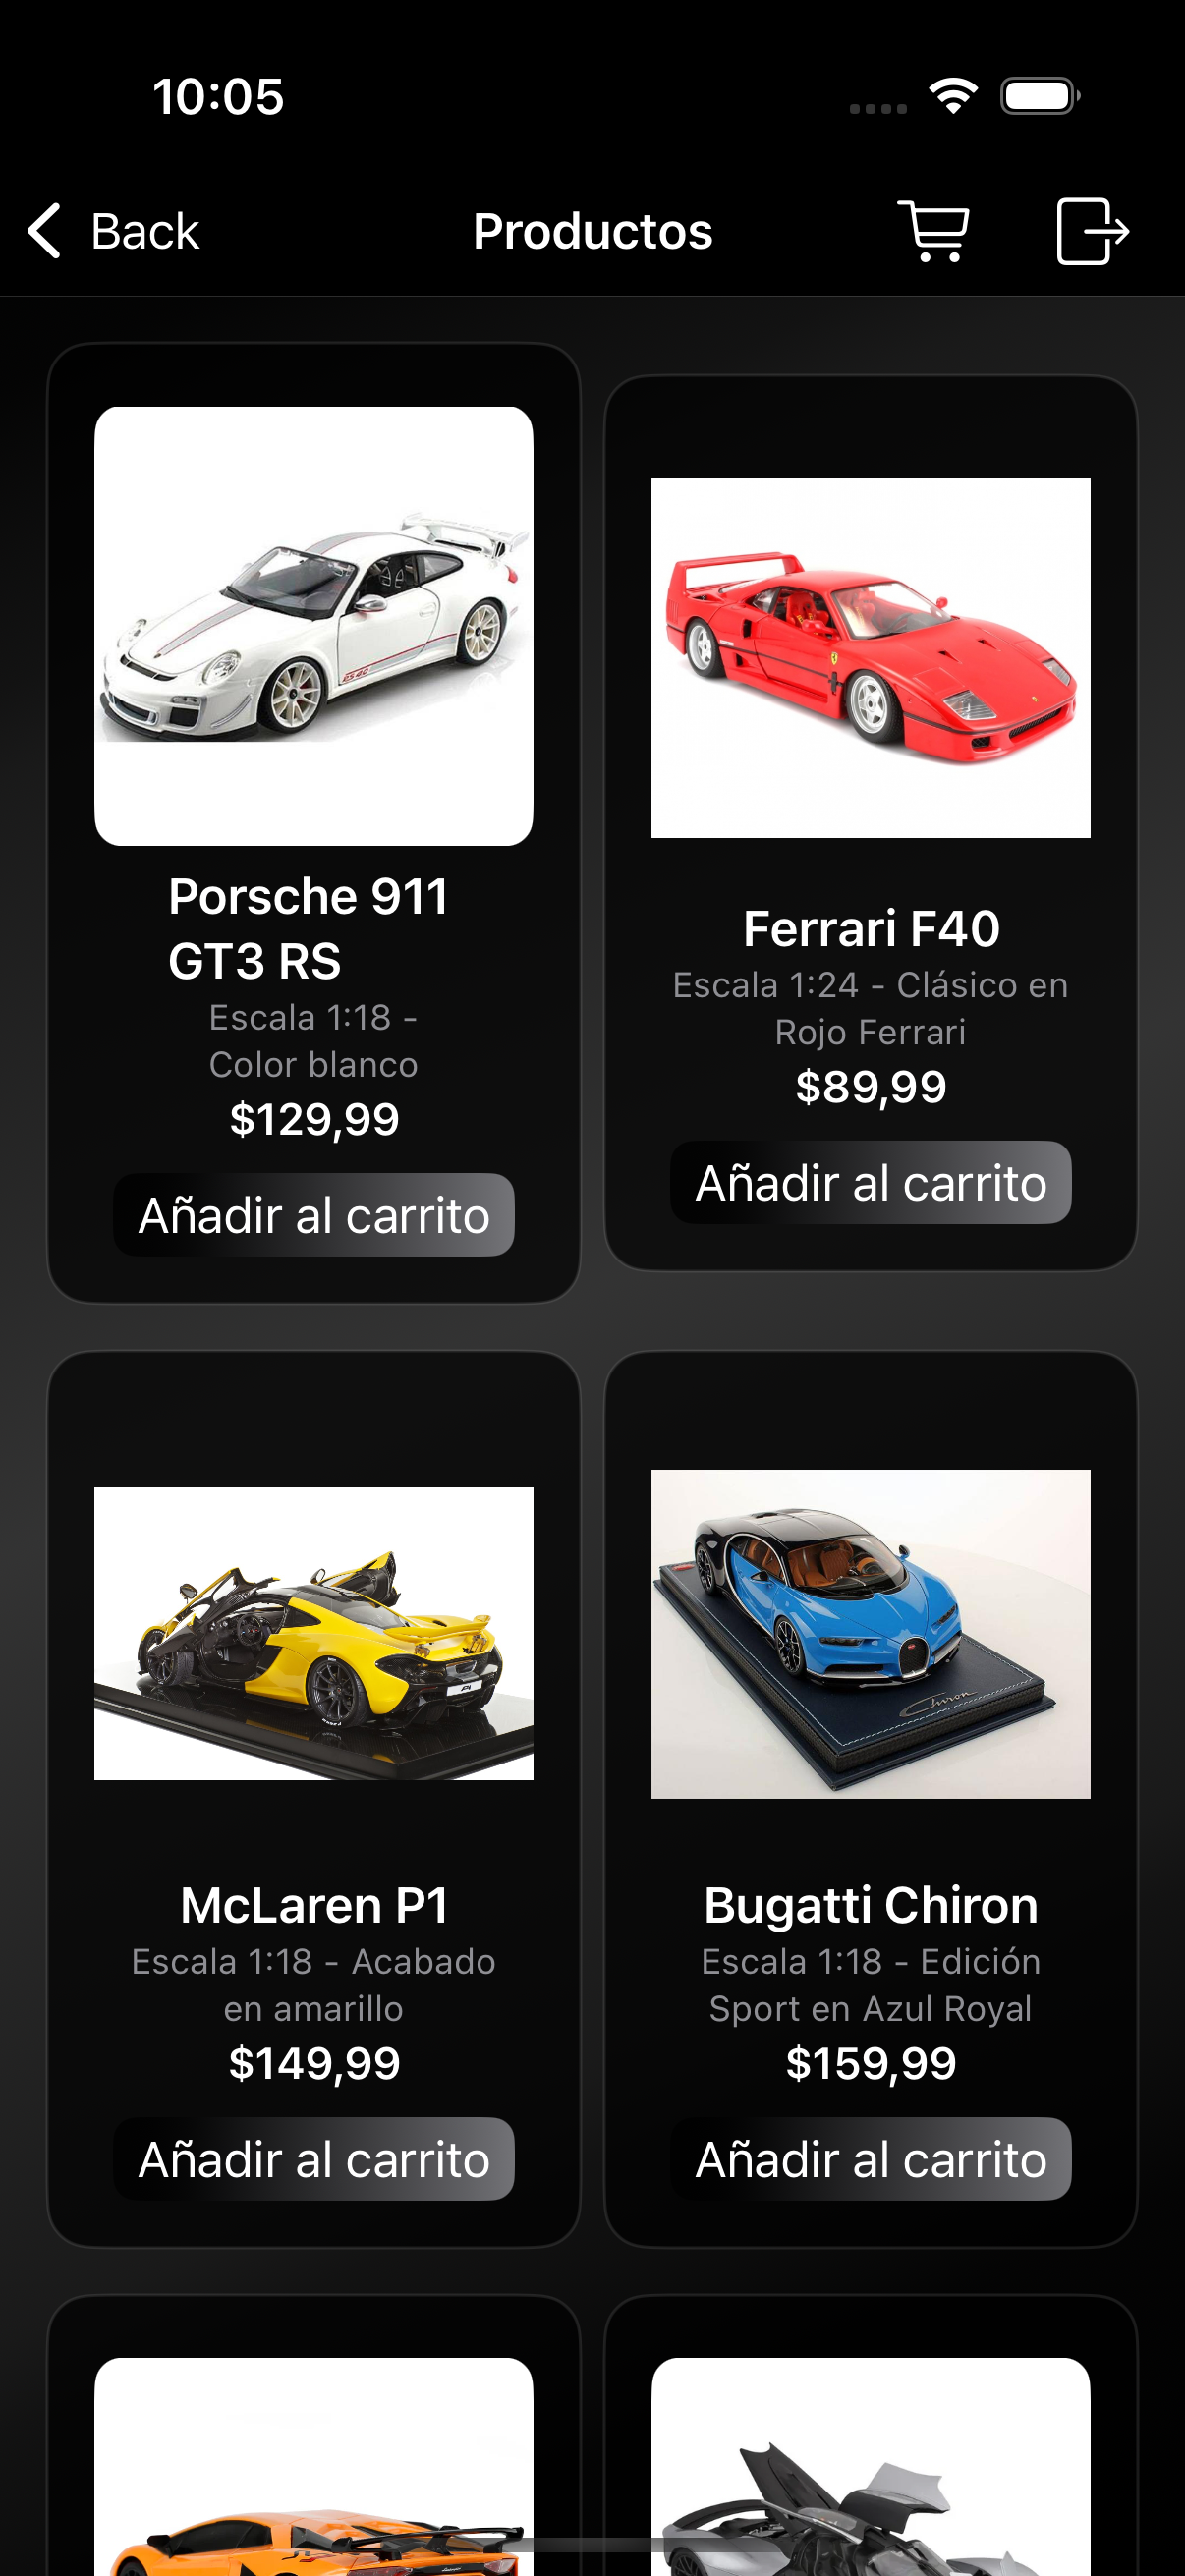 10:05
Back
Productos
Porsche 911
GT3 RS
Escala 1:18 -
Color blanco
$129,99
Añadir al carrito
Ferrari F40
Escala 1:24 - Clásico en
Rojo Ferrari
$89,99
Añadir al carrito
Chiron
McLaren P1
Escala 1:18 - Acabado
en amarillo
$149,99
Añadir al carrito
Bugatti Chiron
Escala 1:18 - Edición
Sport en Azul Royal
$159,99
Añadir al carrito